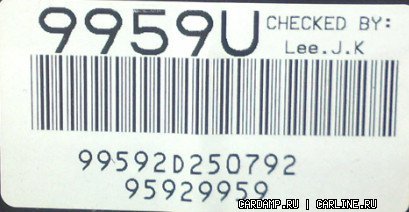 9959U
CHECKED BY:
Lee.J.K
99592D250792
95929959
CARDAMP.RU | CARLINE.RU